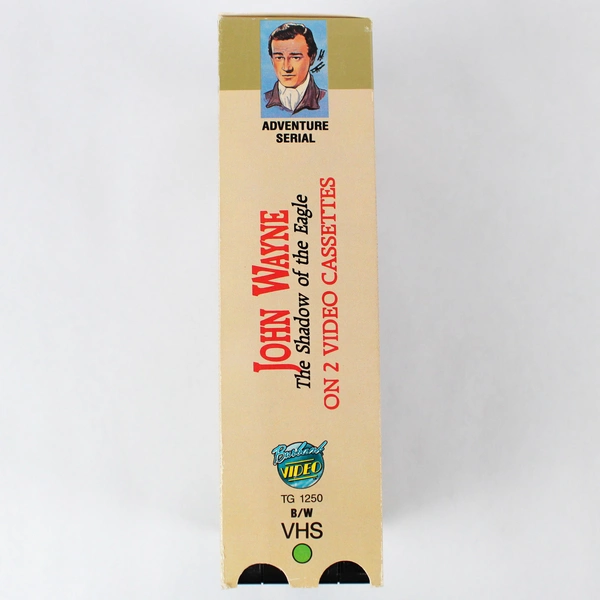 ADVENTURE
SERIAL
JOHN WAYNE
The Shadow of the Eagle
ON 2 VIDEO CASSETTES
VIDEO
TG 1250
B/W
VHS